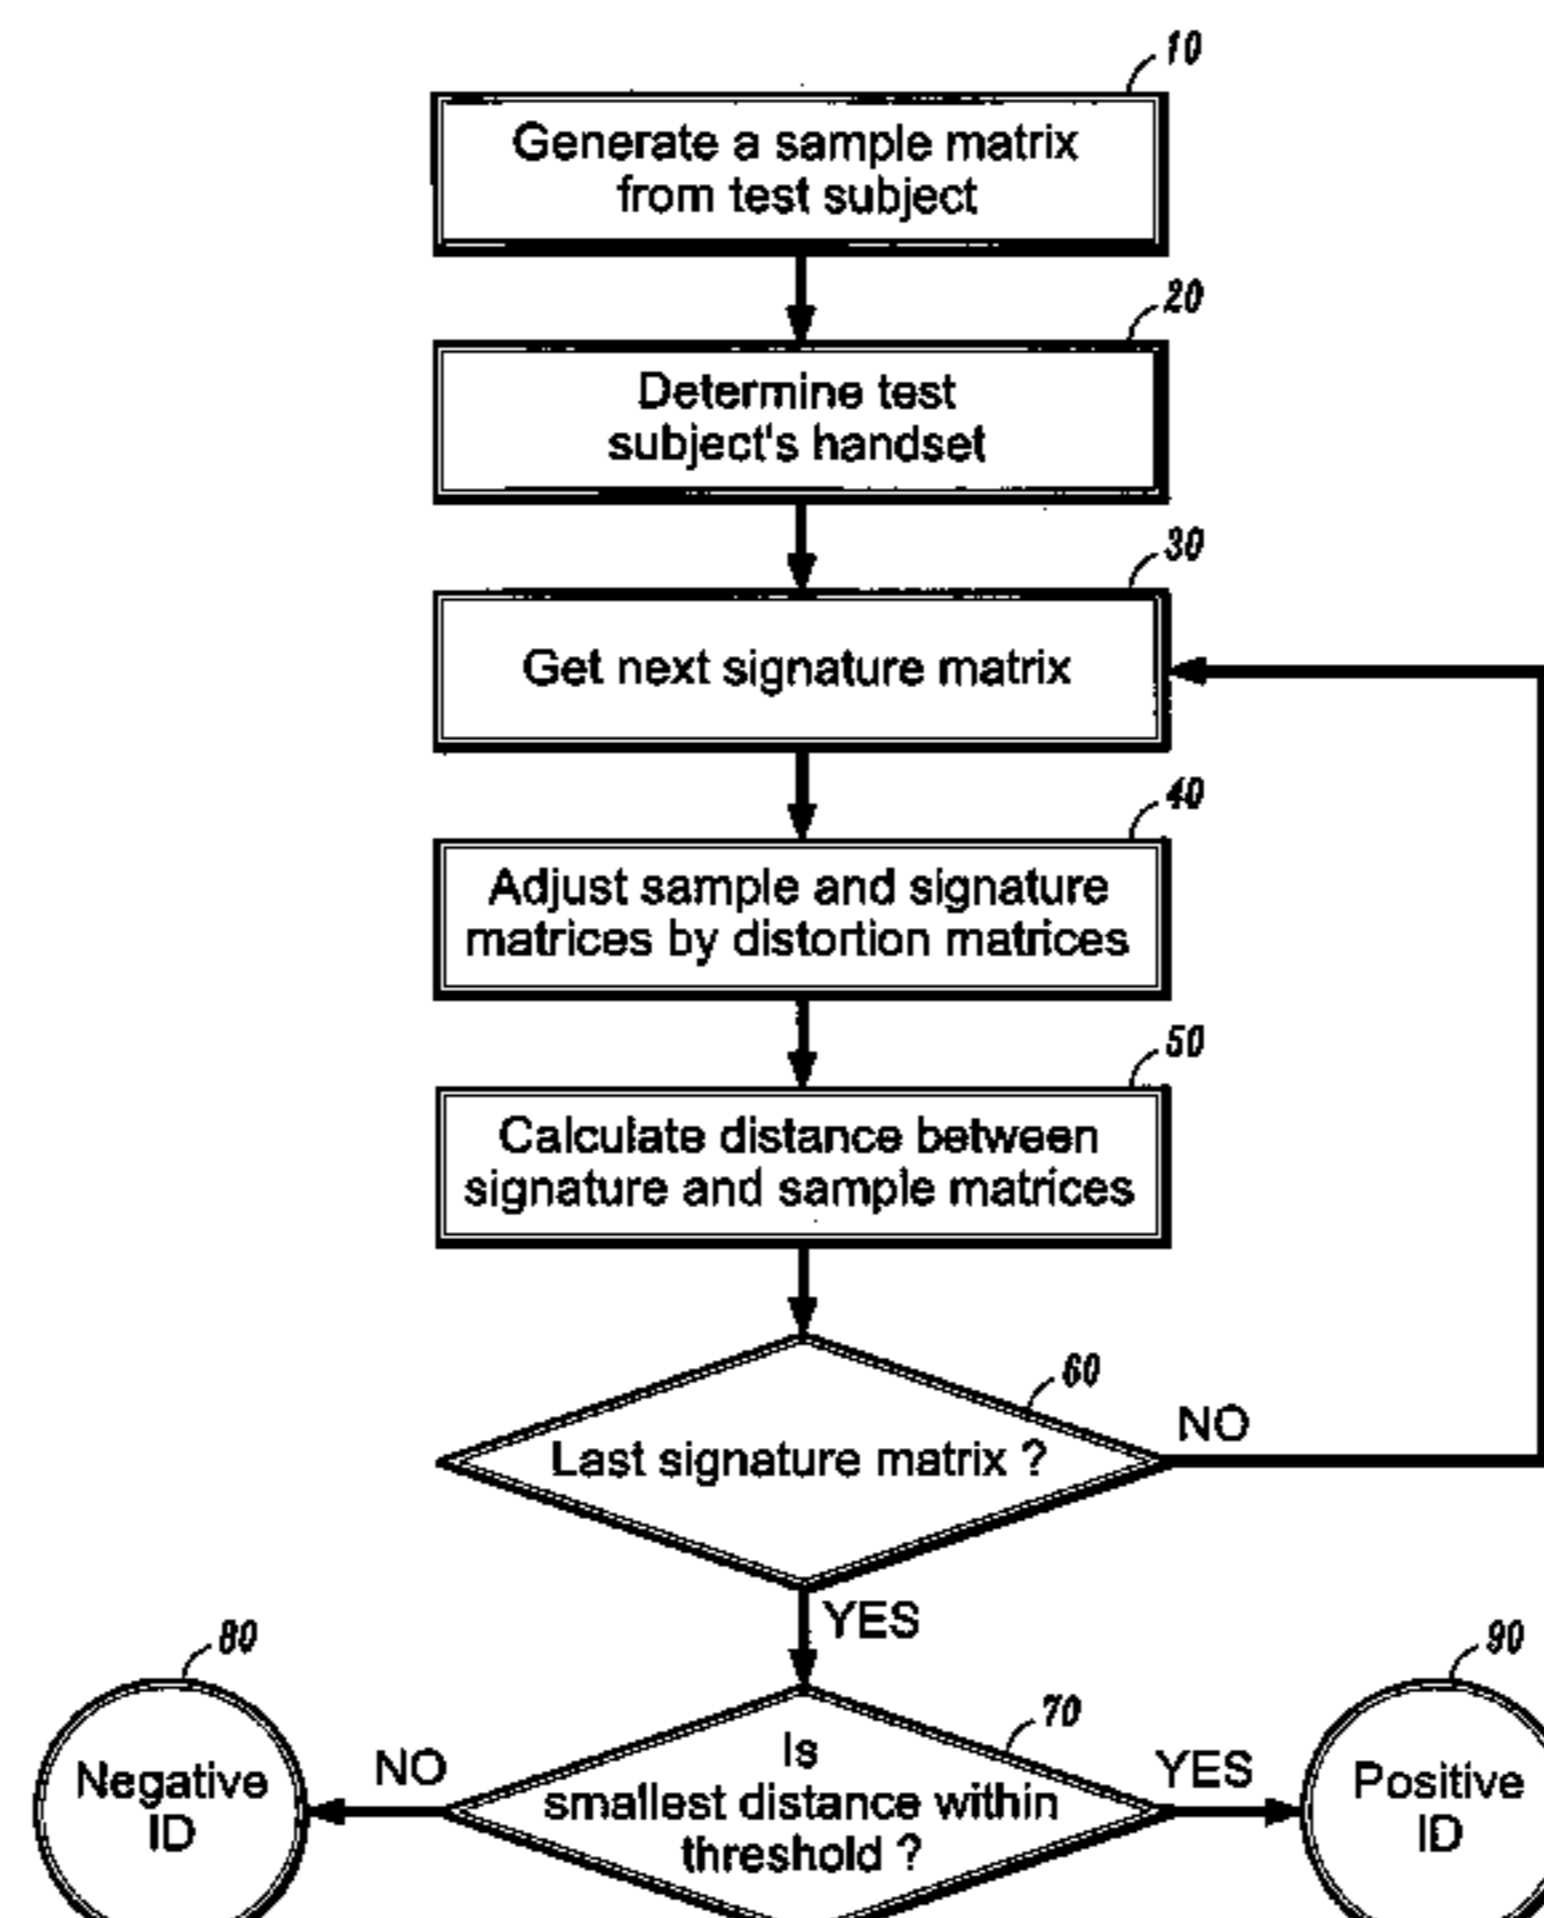 10
Generate a sample matrix
from test subject
20
Determine test
subject's handset
30
Get next signature matrix
40
Adjust sample and signature
matrices by distortion matrices
50
Calculate distance between
signature and sample matrices
60
Last signature matrix ?
NO
YES
80
90
70
Negative
ID
NO
Is
smallest distance within
threshold ?
YES
Positive
ID